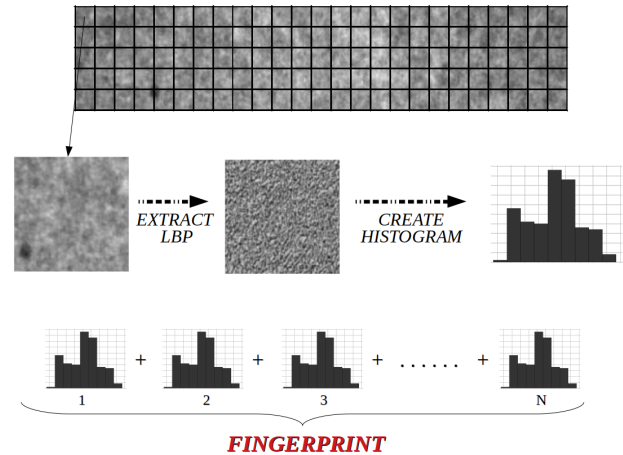 EXTRACT
LBP
CREATE
HISTOGRAM
+ + + ...... +
1 2 3 N
FINGERPRINT